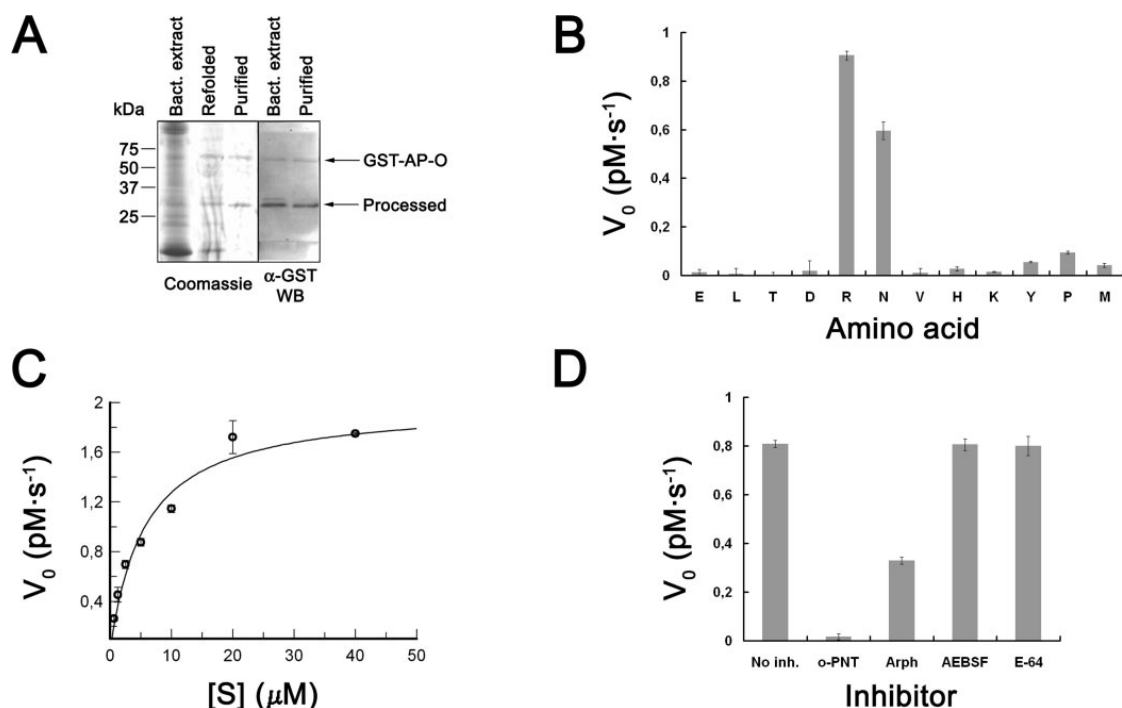 A
Bact. extract
Refolded
Purified
Bact. extract
Purified
kDa
75
50
37
25
GST-AP-O
Processed
Coomassie
α-GST
WB
B
V0 (pM·s-1)
1
0,8
0,6
0,4
0,2
0
E L T D R N V H K Y P M
Amino acid
C
V0 (pM·s-1)
2
1,6
1,2
0,8
0,4
0 10 20 30 40 50
[S] (μM)
D
V0 (pM·s-1)
1
0,8
0,6
0,4
0,2
0
No inh. o-PNT Arph AEBSF E-64
Inhibitor